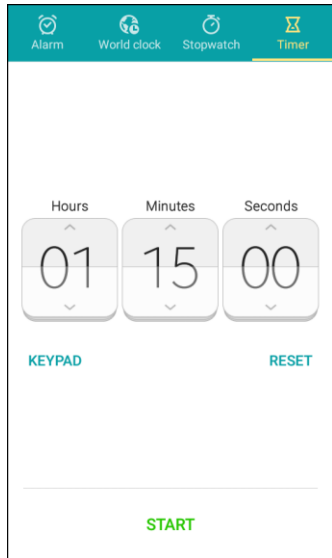 Alarm World clock Stopwatch Timer
Hours Minutes Seconds
01 15 00
KEYPAD RESET
START